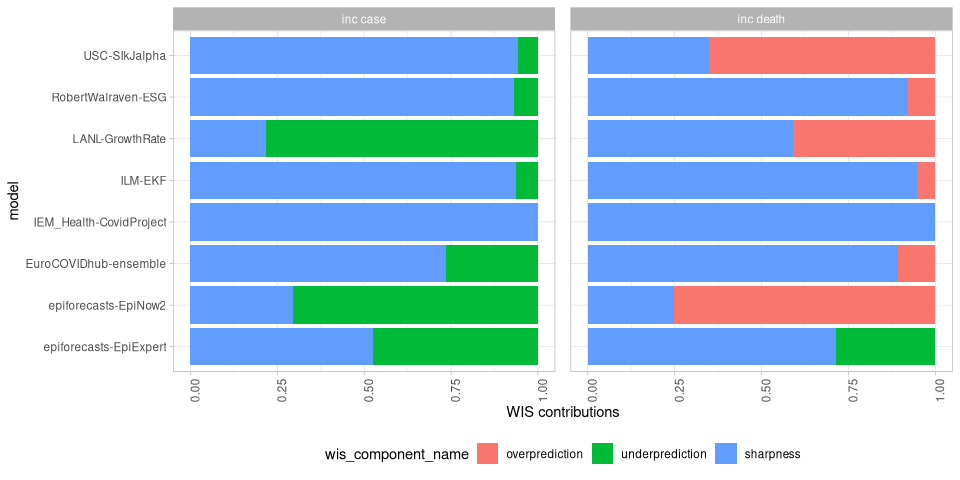 inc case
inc death
model
USC-SIkJalpha
RobertWalraven-ESG
LANL-GrowthRate
ILM-EKF
IEM_Health-CovidProject
EuroCOVIDhub-ensemble
epiforecasts-EpiNow2
epiforecasts-EpiExpert
0.00 0.25 0.50 0.75 1.00
0.00 0.25 0.50 0.75 1.00
WIS contributions
wis_component_name overprediction underprediction sharpness